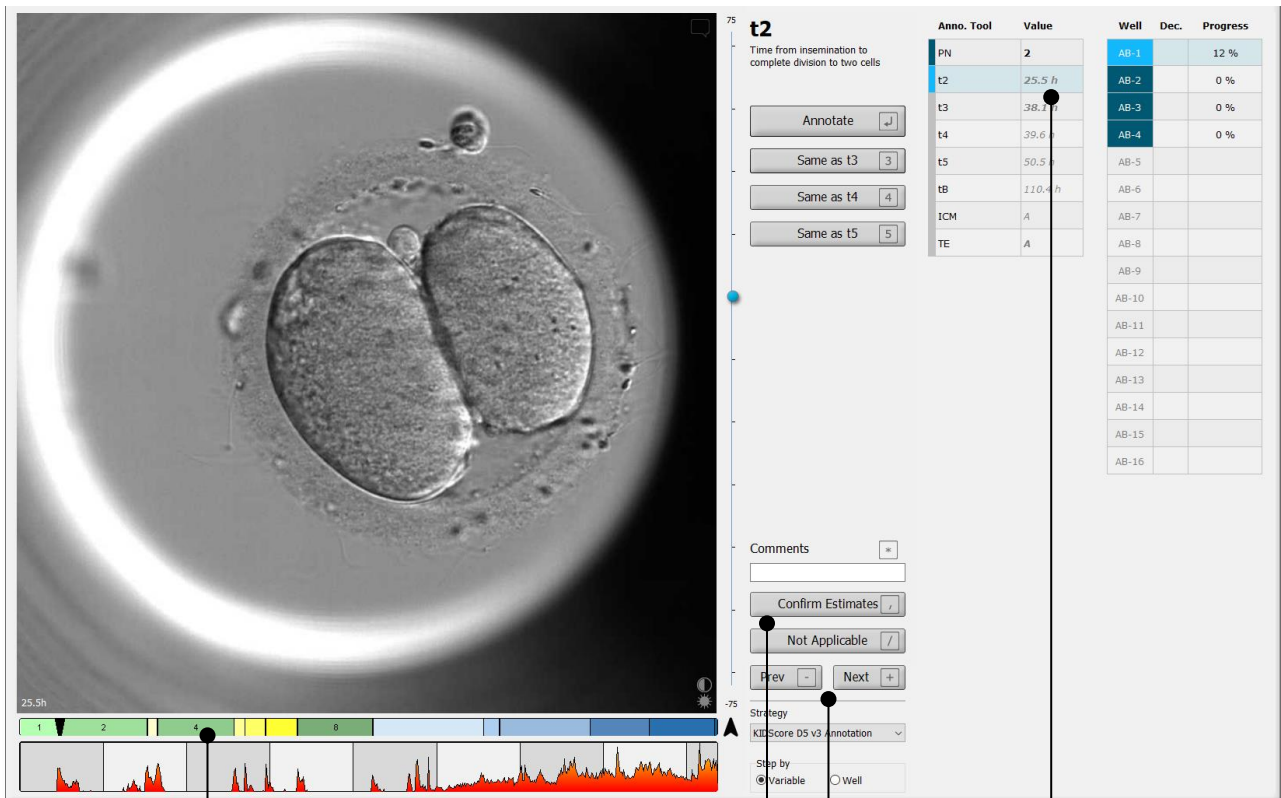 75
t2
Time from insemination to
complete division to two cells
Annotate
Same as t3 3
Same as t4 4
Same as t5 5
Comments *
Confirm Estimates ,
Not Applicable /
Prev - Next +
-75
Strategy
KIDScore D5 v3 Annotation
Step by
Variable Well
25.5h
1 2 4 8
Anno. Tool Value
PN 2
t2 25.5 h
t3 38.1 h
t4 39.6 h
t5 50.5 h
tB 110.4 h
ICM A
TE A
Well Dec. Progress
AB-1 12 %
AB-2 0 %
AB-3 0 %
AB-4 0 %
AB-5
AB-6
AB-7
AB-8
AB-9
AB-10
AB-11
AB-12
AB-13
AB-14
AB-15
AB-16